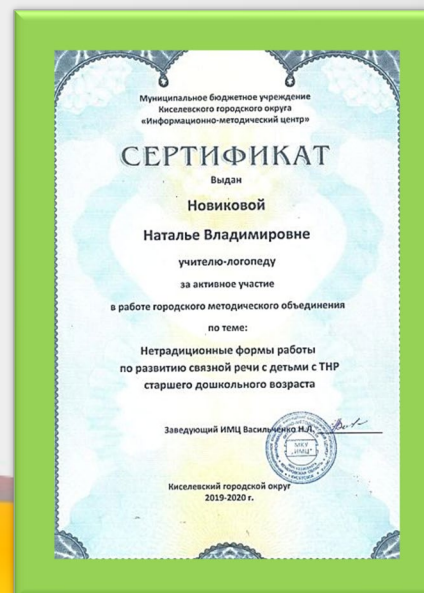 Муниципальное бюджетное учреждение
Киселевского городского округа
«Информационно-методический центр»
СЕРТИФИКАТ
Выдан
Новиковой
Наталье Владимировне
учителю-логопеду
за активное участие
в работе городского методического объединения
по теме:
Нетрадиционные формы работы
по развитию связной речи с детьми с ТНР
старшего дошкольного возраста
Заведующий ИМЦ Васильченко Н.Л.
МКУ
"ИМЦ"
Киселевский городской округ
2019-2020 г.